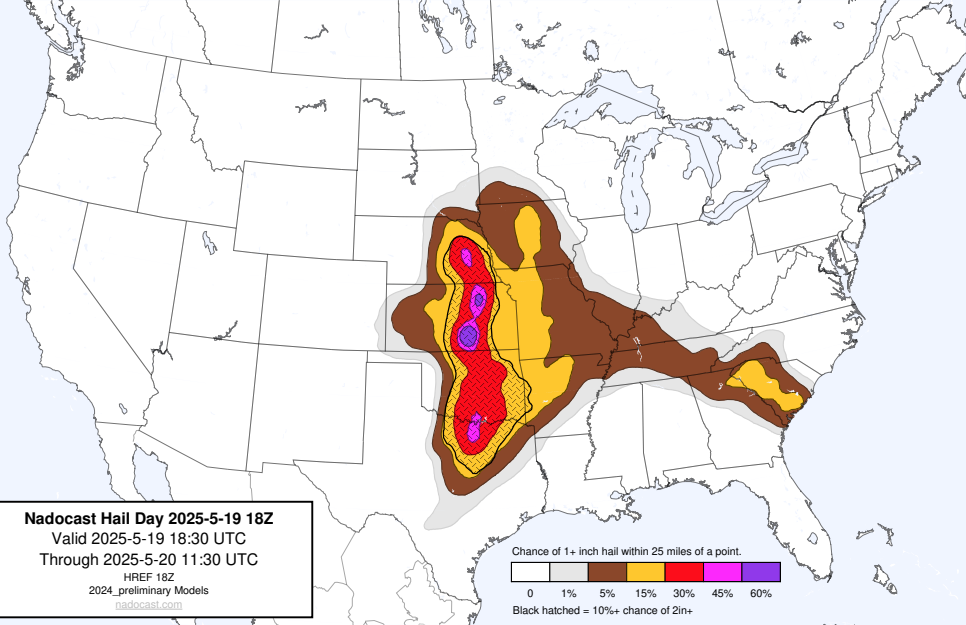 Nadocast Hail Day 2025-5-19 18Z
Valid 2025-5-19 18:30 UTC
Through 2025-5-20 11:30 UTC
HREF 18Z
2024_preliminary Models
nadocast.com
Chance of 1+ inch hail within 25 miles of a point.
0 1% 5% 15% 30% 45% 60%
Black hatched = 10%+ chance of 2in+